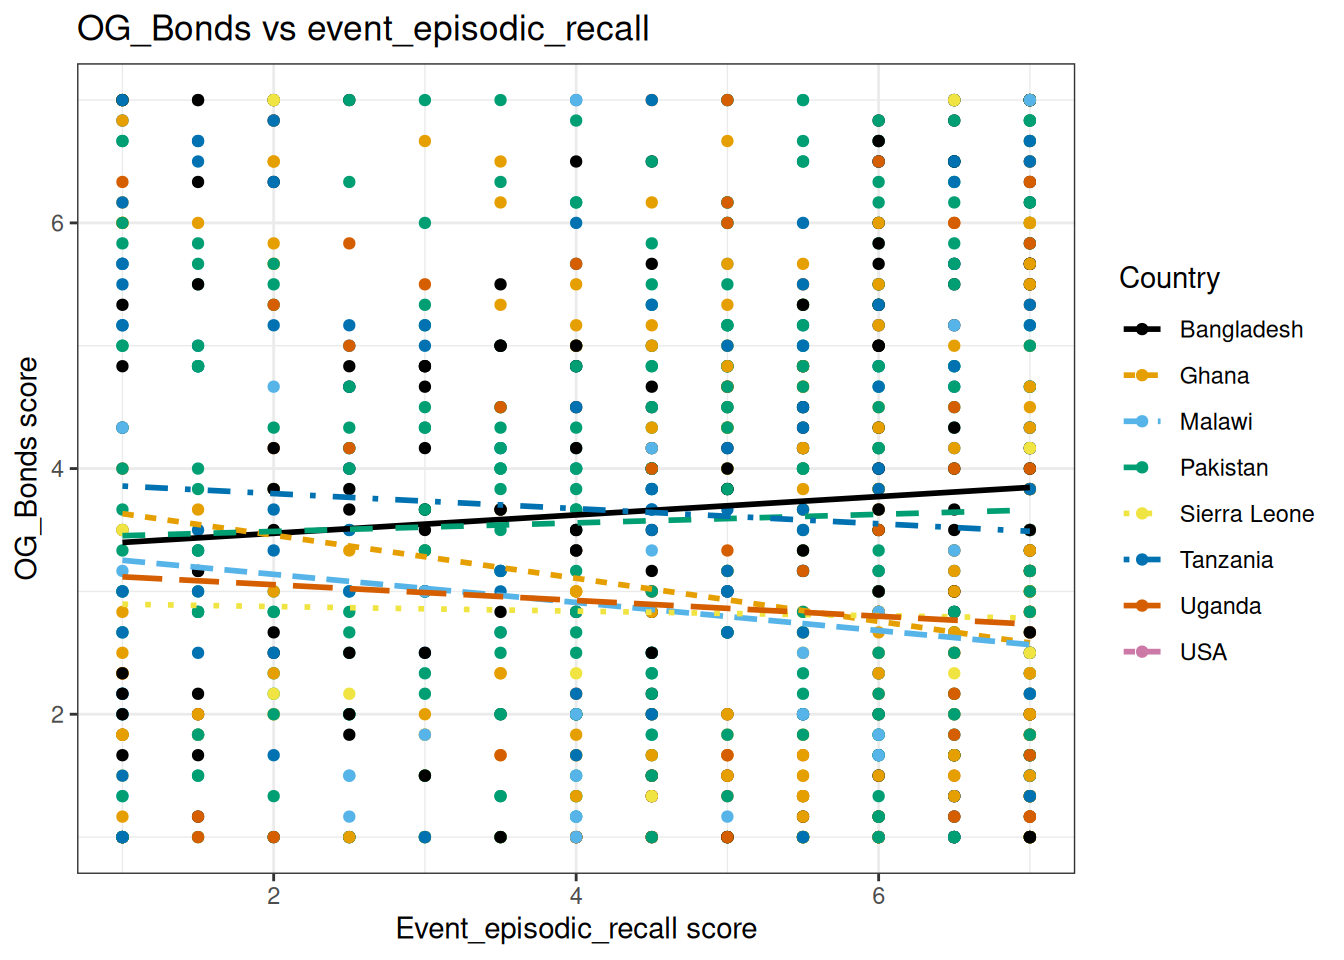 OG_Bonds vs event_episodic_recall
OG_Bonds score
6
4
2
2
4
6
Event_episodic_recall score
Country
Bangladesh
Ghana
Malawi
Pakistan
Sierra Leone
Tanzania
Uganda
USA